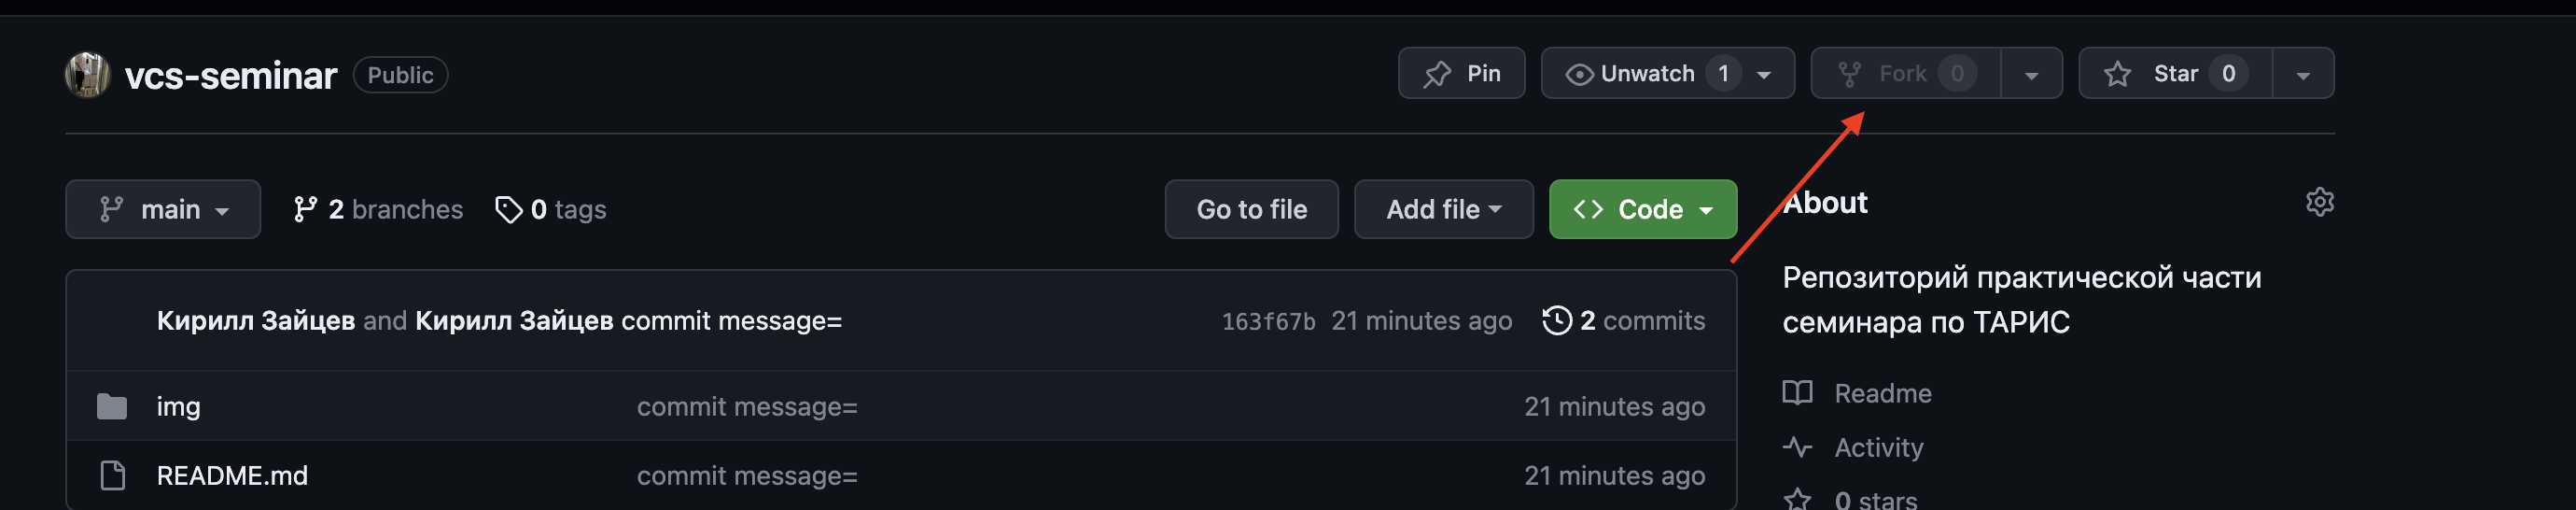 vcs-seminar Public Pin Unwatch 1 Fork 0 Star 0
main 2 branches 0 tags Go to file Add file Code
About
Репозиторий практической части
семинара по ТАРИС
Кирилл Зайцев and Кирилл Зайцев commit message= 163f67b 21 minutes ago 2 commits
img commit message= 21 minutes ago
README.md commit message= 21 minutes ago
Readme
Activity
0 stars